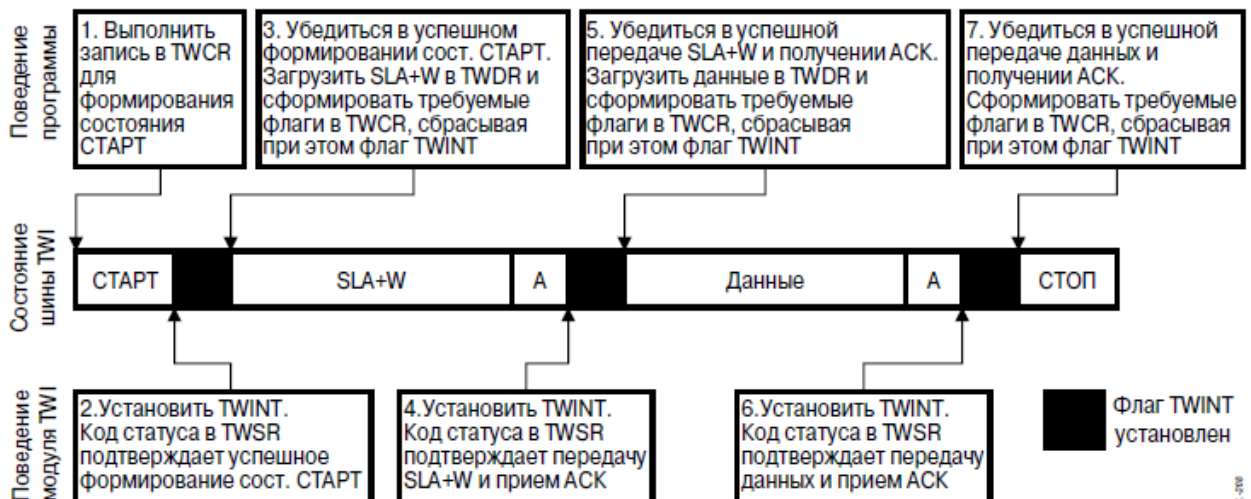 Поведение
программы
1. Выполнить
запись в TWCR
для
формирования
состояния
СТАРТ
3. Убедиться в успешном
формировании сост. СТАРТ.
Загрузить SLA+W в TWDR и
сформировать требуемые
флаги в TWCR, сбрасывая
при этом флаг TWINT
5. Убедиться в успешной
передаче SLA+W и получении ACK.
Загрузить данные в TWDR и
сформировать требуемые
флаги в TWCR, сбрасывая
при этом флаг TWINT
7. Убедиться в успешной
передаче данных и
получении ACK.
Сформировать требуемые
флаги в TWCR, сбрасывая
при этом флаг TWINT
Состояние
шины TWI
СТАРТ
SLA+W
A
Данные
A
СТОП
Поведение
модуля TWI
2.Установить TWINT.
Код статуса в TWSR
подтверждает успешное
формирование сост. СТАРТ
4.Установить TWINT.
Код статуса в TWSR
подтверждает передачу
SLA+W и прием ACK
6.Установить TWINT.
Код статуса в TWSR
подтверждает передачу
данных и прием ACK
Флаг TWINT
установлен